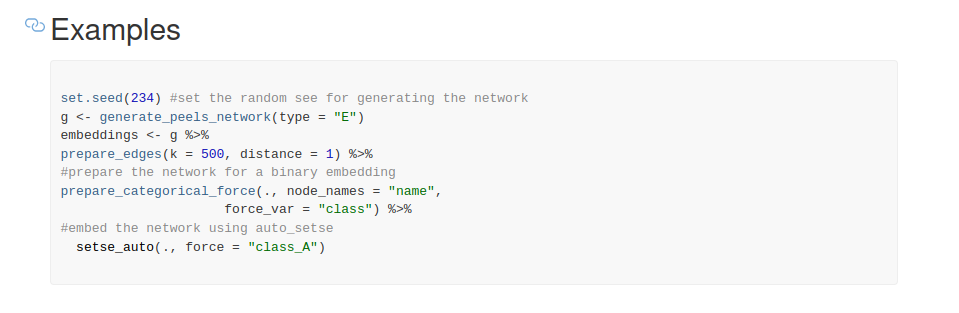 Examples
set.seed(234) #set the random see for generating the network
g <- generate_peels_network(type = "E")
embeddings <- g %>%
prepare_edges(k = 500, distance = 1) %>%
#prepare the network for a binary embedding
prepare_categorical_force(., node_names = "name",
                     force_var = "class") %>%
#embed the network using auto_setse
  setse_auto(., force = "class_A")